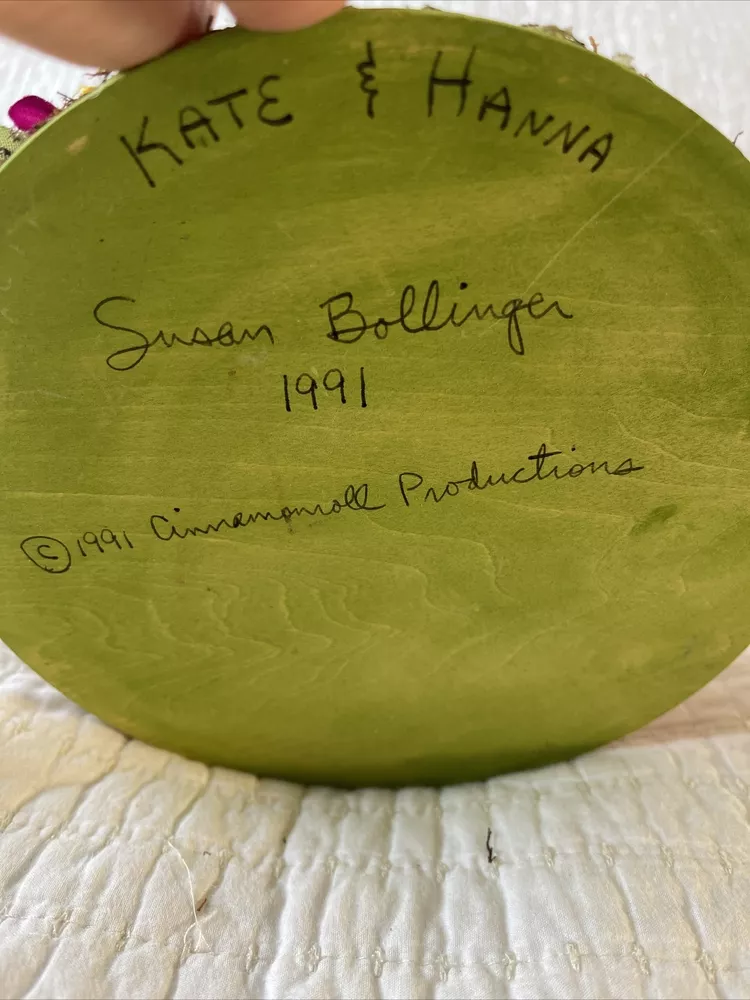 KATE & HANNA
Susan Bollinger
1991
© 1991 Cinnamonroll Productions